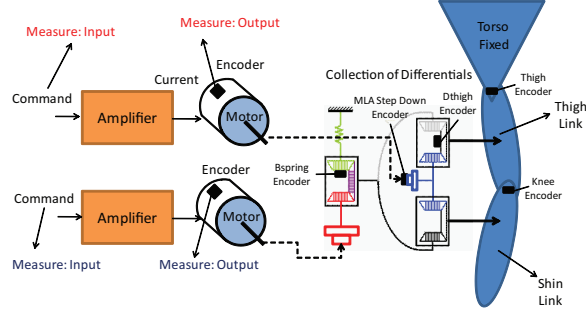 Measure: Input
Measure: Output
Torso
Fixed
Encoder
Current
Collection of Differentials
Thigh
Encoder
Command
Amplifier
Motor
MLA Step Down
Encoder
Dthigh
Encoder
Thigh
Link
Encoder
Bspring
Encoder
Knee
Encoder
Command
Amplifier
Motor
Measure: Input
Measure: Output
Shin
Link